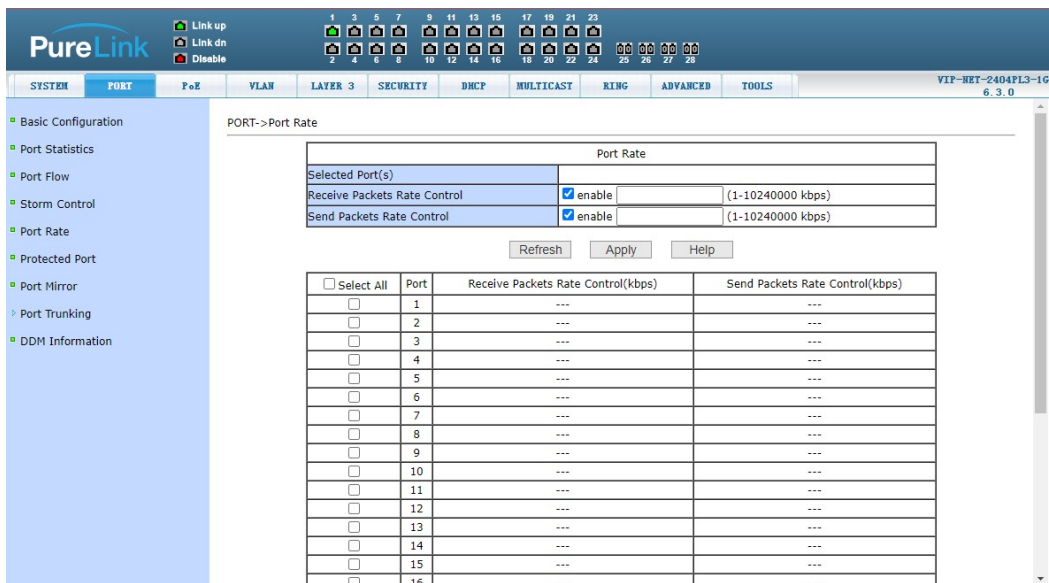 PureLink
Link up
Link dn
Disable
1 3 5 7 9 11 13 15 17 19 21 23
2 4 6 8 10 12 14 16 18 20 22 24 25 26 27 28
SYSTEM PORT PoE VLAN LAYER 3 SECURITY DHCP MULTICAST RING ADVANCED TOOLS
VIP-NET-2404PL3-1G
6.3.0
Basic Configuration
Port Statistics
Port Flow
Storm Control
Port Rate
Protected Port
Port Mirror
Port Trunking
DDM Information
PORT->Port Rate
Port Rate
Selected Port(s)
Receive Packets Rate Control enable (1-10240000 kbps)
Send Packets Rate Control enable (1-10240000 kbps)
Refresh Apply Help
Select All Port Receive Packets Rate Control(kbps) Send Packets Rate Control(kbps)
1 --- ---
2 --- ---
3 --- ---
4 --- ---
5 --- ---
6 --- ---
7 --- ---
8 --- ---
9 --- ---
10 --- ---
11 --- ---
12 --- ---
13 --- ---
14 --- ---
15 --- ---
16 --- ---